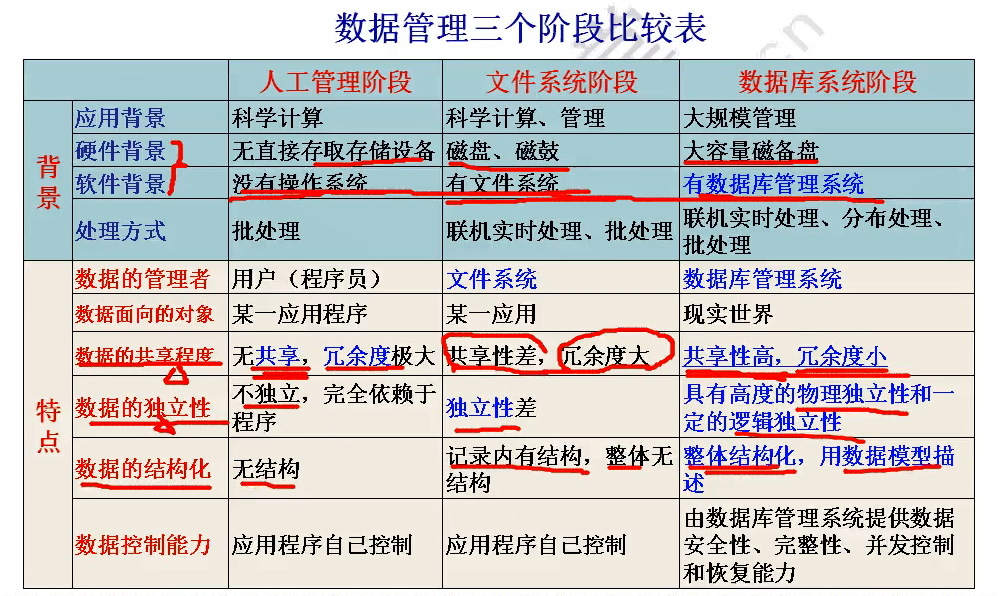 数据管理三个阶段比较表
人工管理阶段 文件系统阶段 数据库系统阶段
背景
应用背景 科学计算 科学计算、管理 大规模管理
硬件背景 无直接存取存储设备 磁盘、磁鼓 大容量磁备盘
软件背景 没有操作系统 有文件系统 有数据库管理系统
处理方式 批处理 联机实时处理、批处理 联机实时处理、分布处理、
批处理
特点
数据的管理者 用户（程序员） 文件系统 数据库管理系统
数据面向的对象 某一应用程序 某一应用 现实世界
数据的共享程度 无共享，冗余度极大 共享性差，冗余度大 共享性高，冗余度小
数据的独立性 不独立，完全依赖于
程序 独立性差 具有高度的物理独立性和一
定的逻辑独立性
数据的结构化 无结构 记录内有结构，整体无
结构 整体结构化，用数据模型描
述
数据控制能力 应用程序自己控制 应用程序自己控制 由数据库管理系统提供数据
安全性、完整性、并发控制
和恢复能力